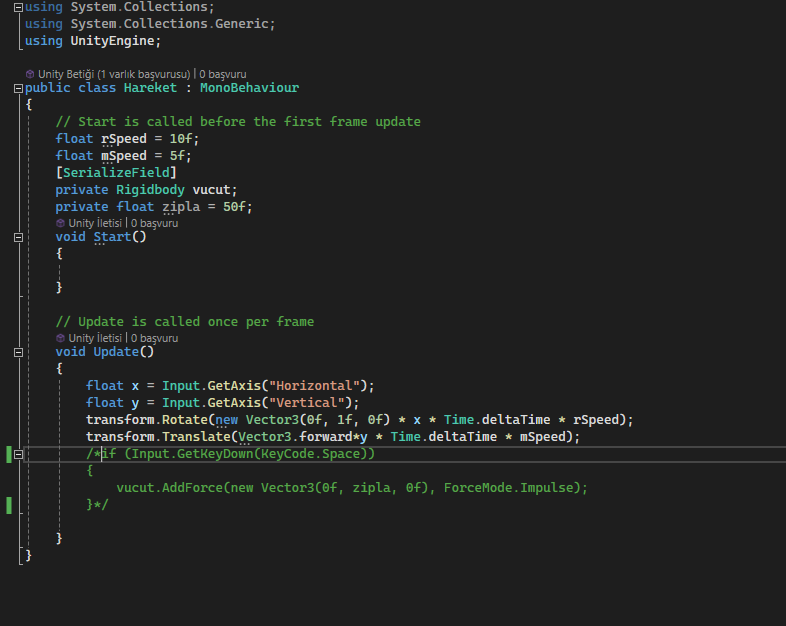 using System.Collections;
using System.Collections.Generic;
using UnityEngine;
Unity Betiği (1 varlık başvurusu) | 0 başvuru
public class Hareket : MonoBehaviour
{
// Start is called before the first frame update
float rSpeed = 10f;
float mSpeed = 5f;
[SerializeField]
private Rigidbody vucut;
private float zipla = 50f;
Unity İletisi | 0 başvuru
void Start()
{
}
// Update is called once per frame
Unity İletisi | 0 başvuru
void Update()
{
float x = Input.GetAxis("Horizontal");
float y = Input.GetAxis("Vertical");
transform.Rotate(new Vector3(0f, 1f, 0f) * x * Time.deltaTime * rSpeed);
transform.Translate(Vector3.forward*y * Time.deltaTime * mSpeed);
/*if (Input.GetKeyDown(KeyCode.Space))
{
vucut.AddForce(new Vector3(0f, zipla, 0f), ForceMode.Impulse);
}*/
}
}